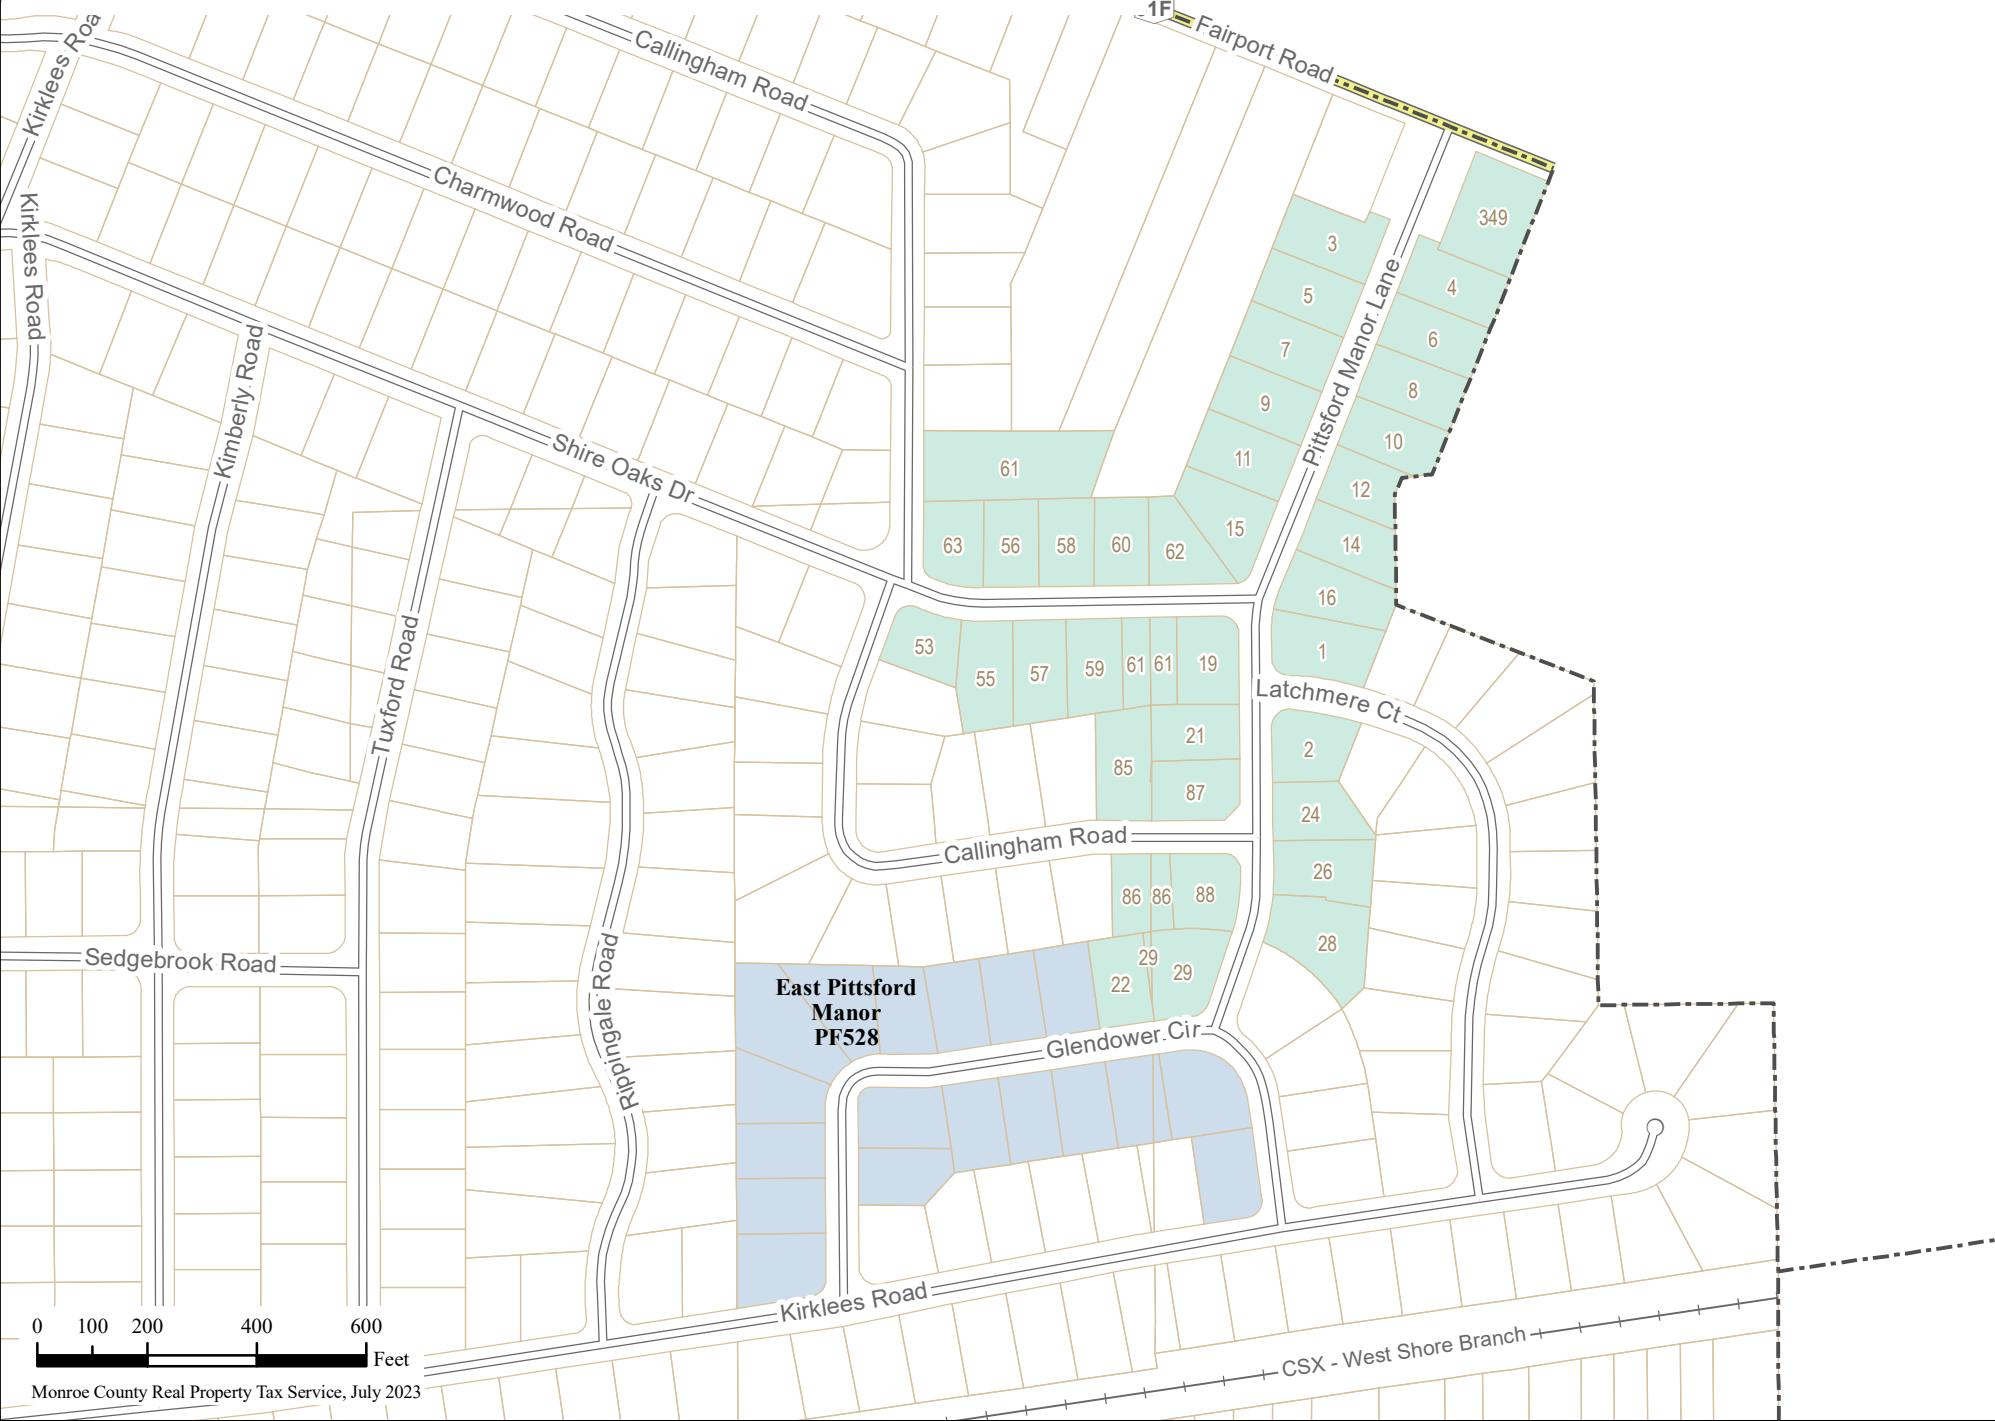 1F
Fairport Road
Kirklees Roa
Callingham Road
Charmwood Road
Kirklees Road
349
3
4
5
6
7
8
9
10
11
12
Pittsford Manor Lane
Kimberly Road
Shire Oaks Dr
61
15
14
63
56
58
60
62
16
1
53
55
57
59
61
61
19
Tuxford Road
Latchmere Ct
21
2
85
87
24
Callingham Road
26
86
86
88
28
Sedgebrook Road
Rippingale Road
29
22
29
East Pittsford
Manor
PF528
Glendower Cir
Kirklees Road
CSX - West Shore Branch
0 100 200 400 600
Feet
Monroe County Real Property Tax Service, July 2023